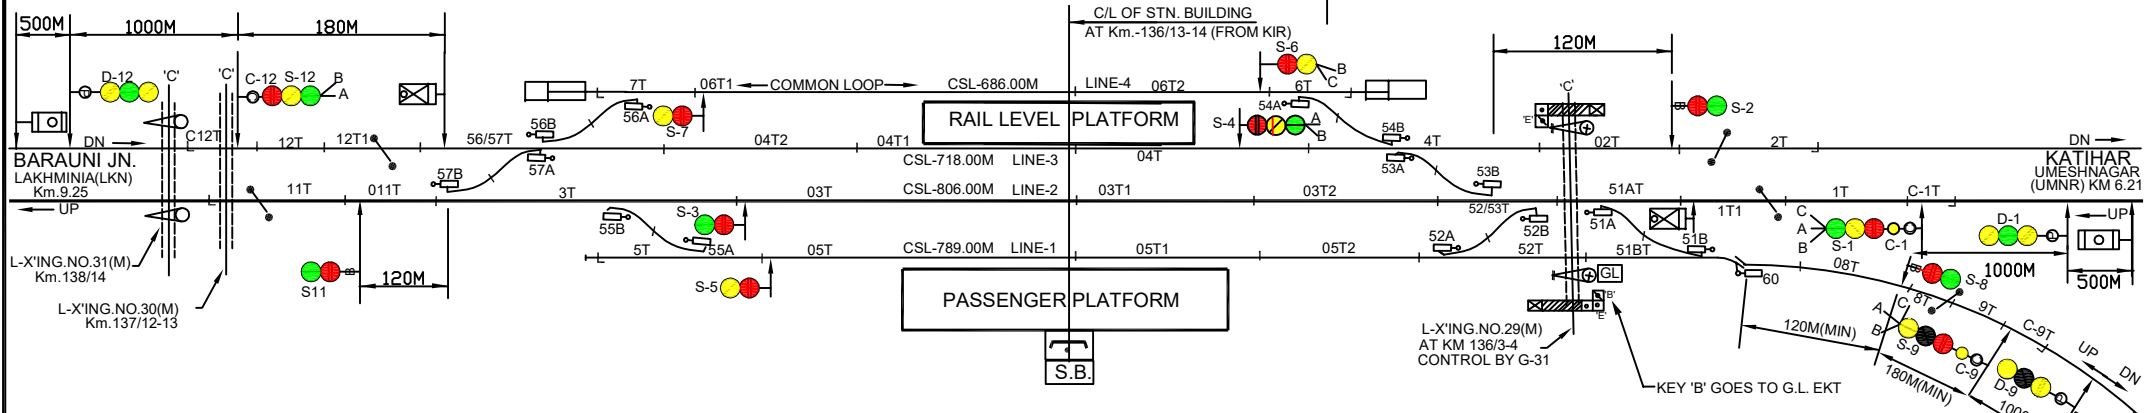 500M
1000M
180M
C/L OF STN. BUILDING
AT Km.-136/13-14 (FROM KIR)
120M
D-12
'C'
'C'
C-12
S-12
B
A
7T
06T1
COMMON LOOP
CSL-686.00M
LINE-4
06T2
S-6
B
C
6T
54A
'C'
'E'
B
S-2
56B
56A
S-7
RAIL LEVEL PLATFORM
S-4
A
B
54B
DN
C12T
12T
12T1
56/57T
04T2
04T1
04T
4T
02T
2T
DN
BARAUNI JN.
LAKHMINIA(LKN)
Km.9.25
57A
57B
CSL-718.00M
LINE-3
53A
53B
KATIHAR
UMESHNAGAR
(UMNR) KM 6.21
11T
011T
3T
03T
CSL-806.00M
LINE-2
03T1
03T2
51AT
1T
C-1T
UP
52/53T
1T1
UP
L-X'ING.NO.31(M)
Km.138/14
55B
S-3
55A
52A
52B
51A
51B
C
A
B
S-1
C-1
D-1
5T
05T
CSL-789.00M
LINE-1
05T1
05T2
52T
51BT
08T
1000M
500M
S11
B
120M
S-5
PASSENGER PLATFORM
GL
'B'
'E'
60
B
S-8
8T
9T
C-9T
L-X'ING.NO.30(M)
Km.137/12-13
L-X'ING.NO.29(M)
AT KM 136/3-4
CONTROL BY G-31
120M(MIN)
A
C
B
S-9
C-9
D-9
UP
DN
S.B.
KEY 'B' GOES TO G.L. EKT
180M(MIN)